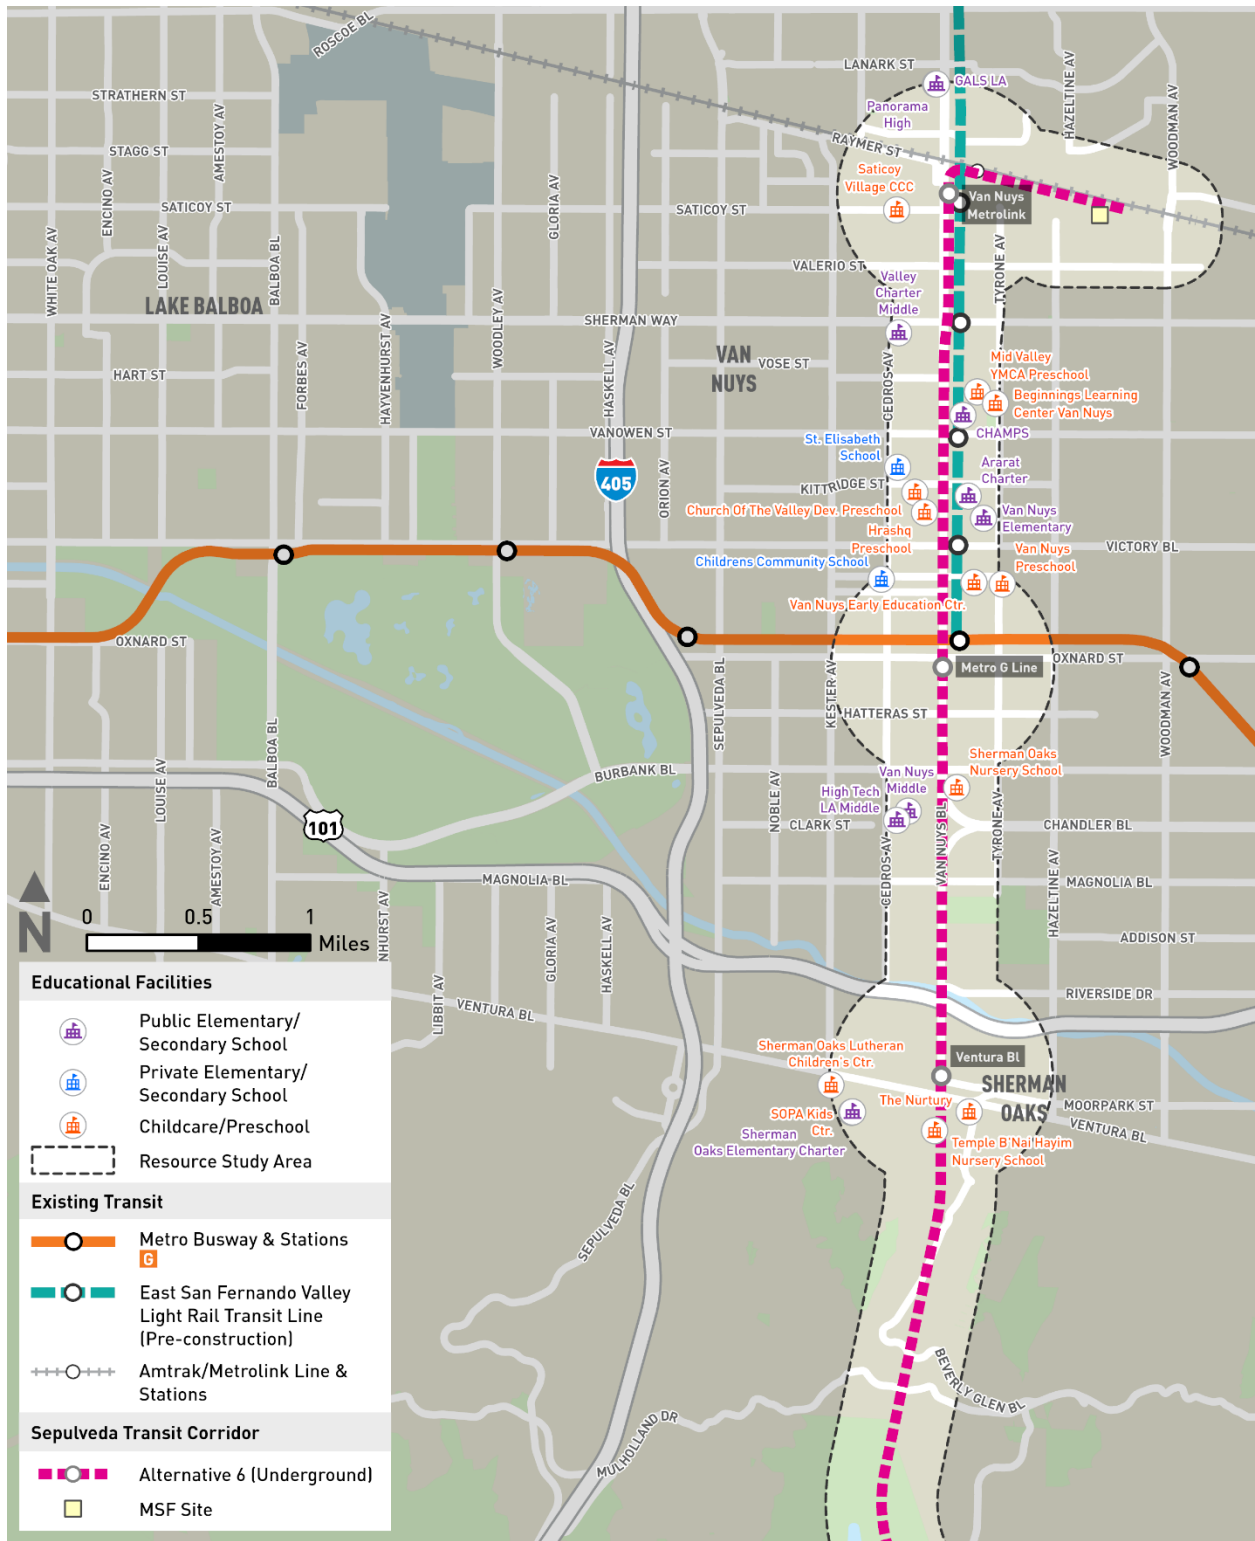 ROSCOE BL
LANARK ST
GALS LA
HAZELTINE AV
WOODMAN AV
STRATHERN ST
AMESTOY AV
Panorama
High
STAGG ST
RAYMER ST
ENCINO AV
Saticoy
Village CCC
GLORIA AV
SATICOY ST
SATICOY ST
Van Nuys
Metrolink
WHITE OAK AV
LOUISE AV
BALBOA BL
TYRONE AV
VALERIO ST
LAKE BALBOA
Valley
Charter
Middle
WOODLEY AV
SHERMAN WAY
HASKELL AV
FORBES AV
HAYVENHURST AV
VAN
NUYS
VOSE ST
Mid Valley
YMCA Preschool
HART ST
CEDROS AV
Beginnings Learning
Center Van Nuys
VANOWEN ST
CHAMPS
St. Elisabeth
School
405
ORION AV
KITTRIDGE ST
Ararat
Charter
Church Of The Valley Dev. Preschool
Van Nuys
Elementary
Hrashq
Preschool
VICTORY BL
Van Nuys
Preschool
Childrens Community School
Van Nuys Early Education Ctr.
OXNARD ST
OXNARD ST
Metro G Line
SEPULVEDA BL
KESTER AV
WOODMAN AV
HATTERAS ST
BALBOA BL
LOUISE AV
BURBANK BL
Sherman Oaks
Nursery School
Van Nuys
Middle
High Tech
LA Middle
NOBLE AV
VAN NUYS BL
TYRONE AV
101
CLARK ST
CHANDLER BL
ENCINO AV
AMESTOY AV
CEDROS AV
HAZELTINE AV
MAGNOLIA BL
MAGNOLIA BL
N
0 0.5 1
Miles
NHURST AV
GLORIA AV
HASKELL AV
ADDISON ST
LIBBIT AV
VENTURA BL
RIVERSIDE DR
Sherman Oaks Lutheran
Children's Ctr.
Ventura Bl
SHERMAN
OAKS
The Nurtury
MOORPARK ST
VENTURA BL
SOPA Kids
Ctr.
Sherman
Oaks Elementary Charter
Temple B'Nai Hayim
Nursery School
SEPULVEDA BL
BEVERLY GLEN BL
MULHOLLAND DR
Educational Facilities
Public Elementary/
Secondary School
Private Elementary/
Secondary School
Childcare/Preschool
Resource Study Area
Existing Transit
Metro Busway & Stations
G
East San Fernando Valley
Light Rail Transit Line
(Pre-construction)
Amtrak/Metrolink Line &
Stations
Sepulveda Transit Corridor
Alternative 6 (Underground)
MSF Site